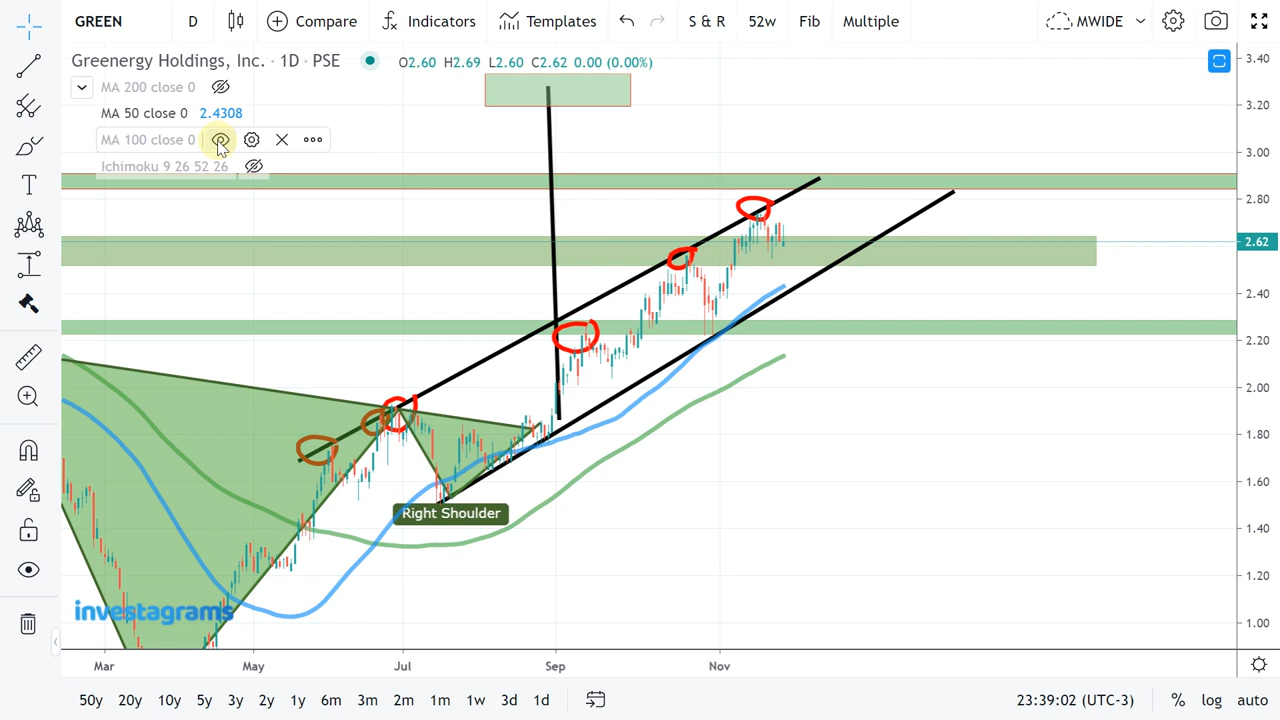 GREEN D Compare Indicators Templates S & R 52w Fib Multiple MWIDE
Greenergy Holdings, Inc. · 1D · PSE O2.60 H2.69 L2.60 C2.62 0.00 (0.00%)
MA 200 close 0
MA 50 close 0 2.4308
MA 100 close 0
Ichimoku 9 26 52 26
3.40
3.20
3.00
2.80
2.62
2.40
2.20
2.00
1.80
1.60
1.40
1.20
1.00
Right Shoulder
investagrams
Mar May Jul Sep Nov
50y 20y 10y 5y 3y 2y 1y 6m 3m 2m 1m 1w 3d 1d 23:39:02 (UTC-3) % log auto